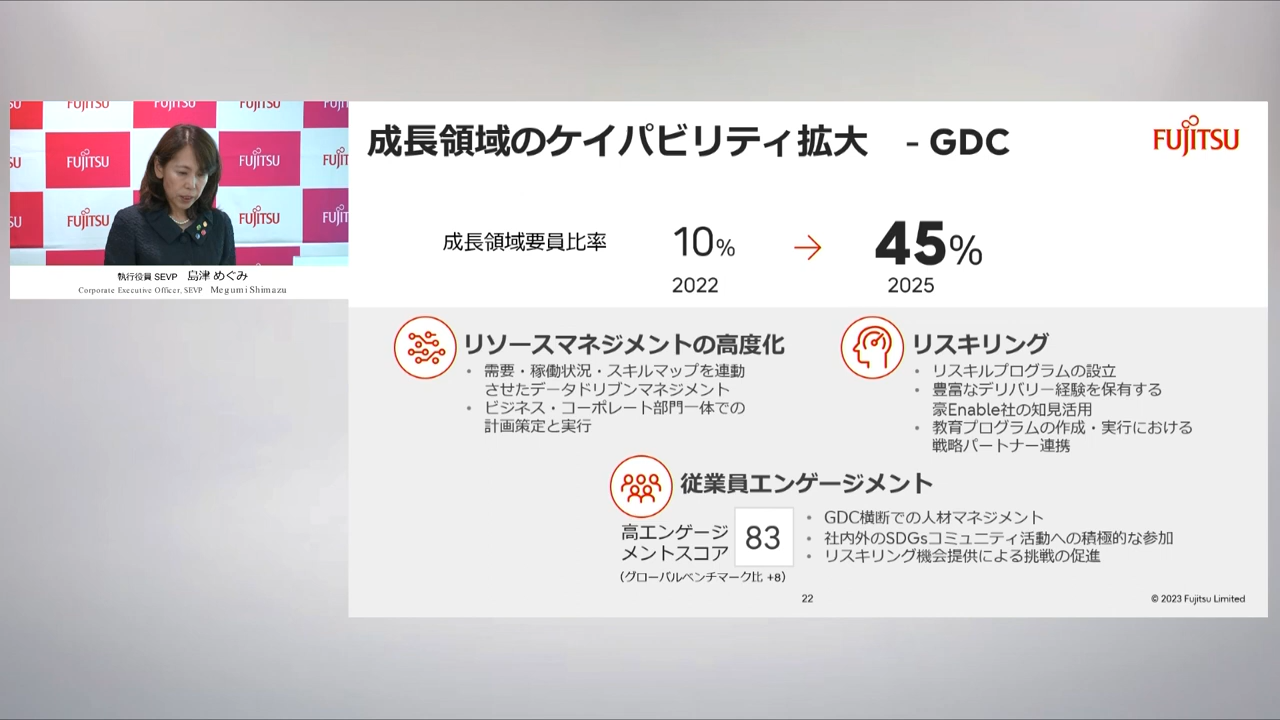 FUJITSU FUJITSU FUJITSU
FUJITSU FUJITSU
FUJITSU FUJITSU
執行役員 SEVP 島津 めぐみ
Corporate Executive Officer, SEVP Megumi Shimazu
成長領域のケイパビリティ拡大 - GDC
FUJITSU
成長領域要員比率 10% → 45%
2022 2025
リソースマネジメントの高度化
• 需要・稼働状況・スキルマップを連動
させたデータドリブンマネジメント
• ビジネス・コーポレート部門一体での
計画策定と実行
リスキリング
• リスキルプログラムの設立
• 豊富なデリバリー経験を保有する
豪Enable社の知見活用
• 教育プログラムの作成・実行における
戦略パートナー連携
従業員エンゲージメント
高エンゲージ
メントスコア
83
（グローバルベンチマーク比 +8）
• GDC横断での人材マネジメント
• 社内外のSDGsコミュニティ活動への積極的な参加
• リスキリング機会提供による挑戦の促進
22
© 2023 Fujitsu Limited